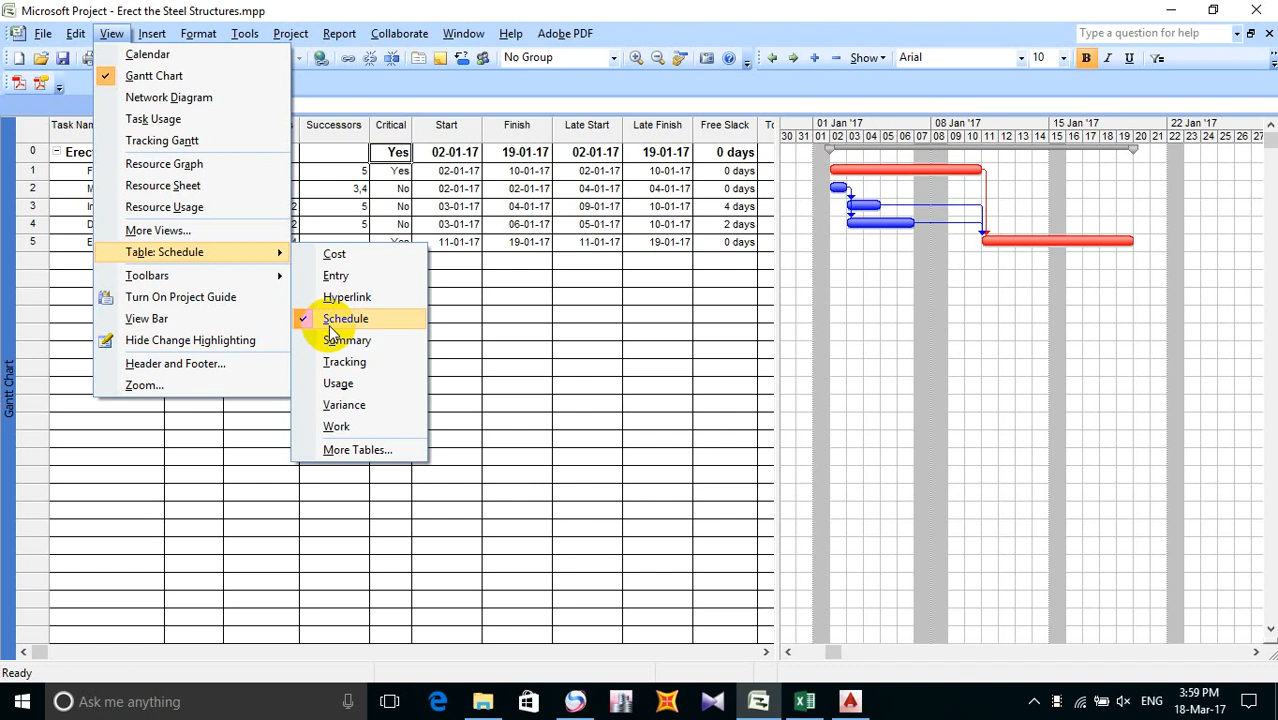 Microsoft Project - Erect the Steel Structures.mpp
File Edit View Insert Format Tools Project Report Collaborate Window Help Adobe PDF Type a question for help
No Group Show Arial 10 B I U
Calendar
Gantt Chart
Network Diagram
Task Usage
Tracking Gantt
Resource Graph
Resource Sheet
Resource Usage
More Views...
Table: Schedule
Toolbars
Turn On Project Guide
View Bar
Hide Change Highlighting
Header and Footer...
Zoom...
Cost
Entry
Hyperlink
Schedule
Summary
Tracking
Usage
Variance
Work
More Tables...
Task Nam Successors Critical Start Finish Late Start Late Finish Free Slack To
0 Erec Yes 02-01-17 19-01-17 02-01-17 19-01-17 0 days
1 F 5 Yes 02-01-17 10-01-17 02-01-17 10-01-17 0 days
2 M 3,4 No 02-01-17 02-01-17 04-01-17 04-01-17 0 days
3 O 2 5 No 03-01-17 04-01-17 09-01-17 10-01-17 4 days
4 D 2 5 No 03-01-17 06-01-17 05-01-17 10-01-17 2 days
5 E 11-01-17 19-01-17 11-01-17 19-01-17 0 days
01 Jan '17 08 Jan '17 15 Jan '17 22 Jan '17
30 31 01 02 03 04 05 06 07 08 09 10 11 12 13 14 15 16 17 18 19 20 21 22 23 24 25 26 27
Gantt Chart
Ready
Ask me anything
ENG
3:59 PM
18-Mar-17